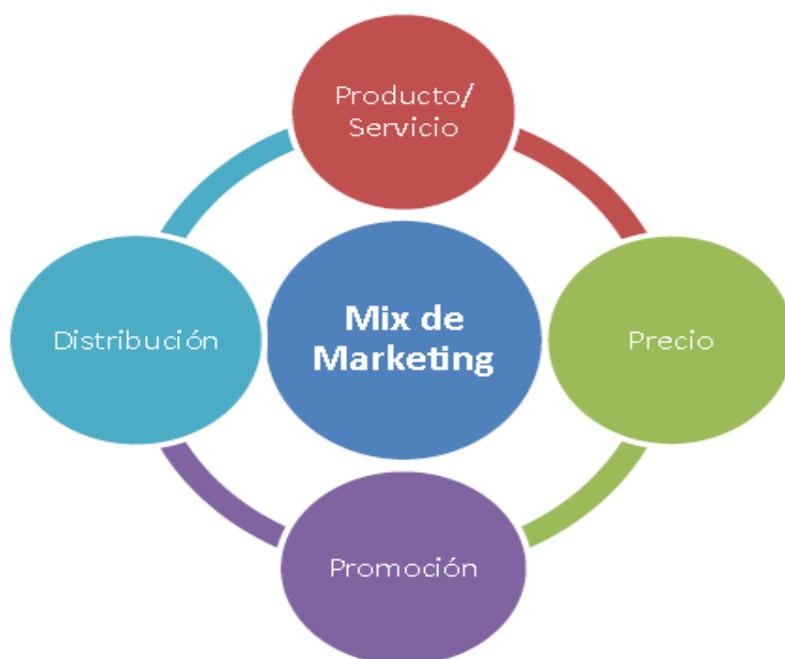 Producto/
Servicio
Mix de
Marketing
Distribución
Precio
Promoción